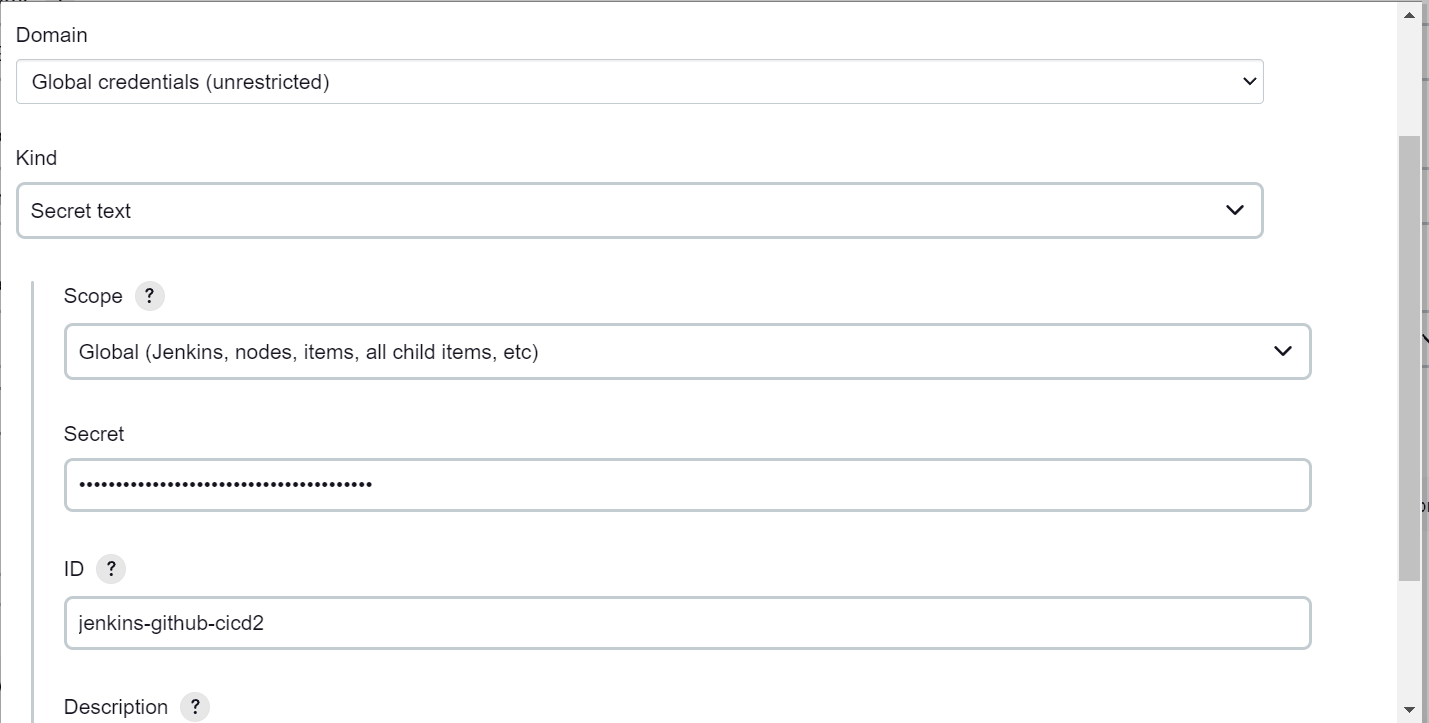 Domain
Global credentials (unrestricted)
Kind
Secret text
Scope ?
Global (Jenkins, nodes, items, all child items, etc)
Secret
••••••••••••••••••••••••••••••••••••••••
ID ?
jenkins-github-cicd2
Description ?